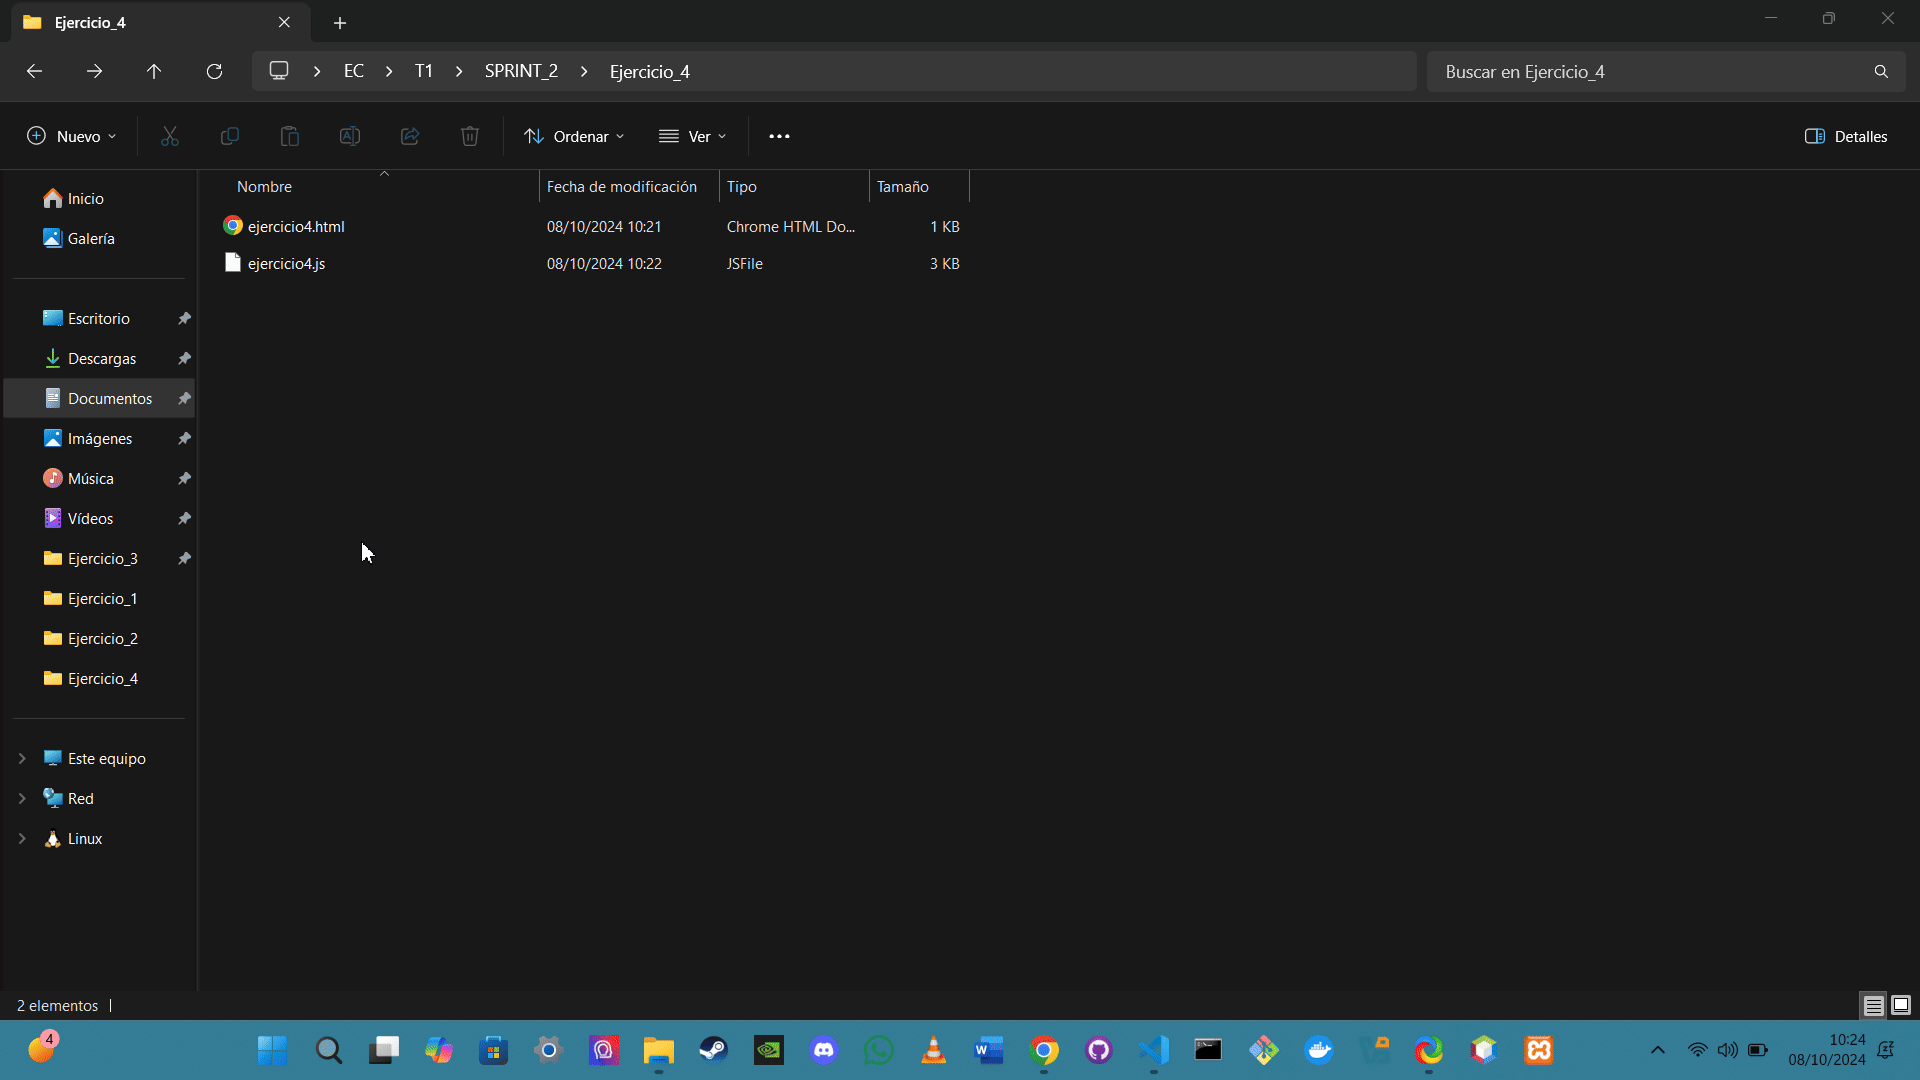 Ejercicio_4
EC T1 SPRINT_2 Ejercicio_4
Buscar en Ejercicio_4
Nuevo Ordenar Ver Detalles
Nombre Fecha de modificación Tipo Tamaño
ejercicio4.html 08/10/2024 10:21 Chrome HTML Do... 1 KB
ejercicio4.js 08/10/2024 10:22 JSFile 3 KB
Inicio
Galería
Escritorio
Descargas
Documentos
Imágenes
Música
Vídeos
Ejercicio_3
Ejercicio_1
Ejercicio_2
Ejercicio_4
Este equipo
Red
Linux
2 elementos
4
10:24
08/10/2024